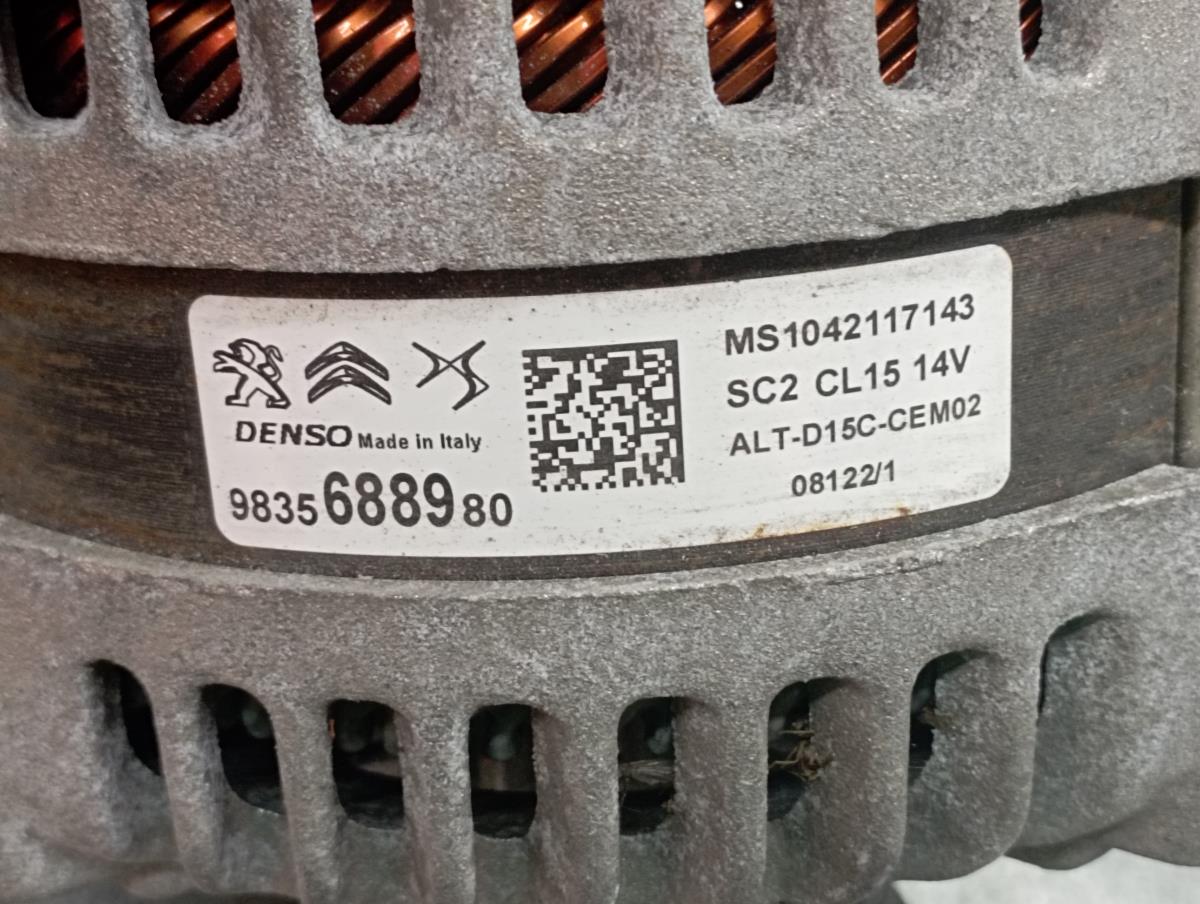 DENSO Made in Italy
9835688980
MS1042117143
SC2 CL15 14V
ALT-D15C-CEM02
08122/1